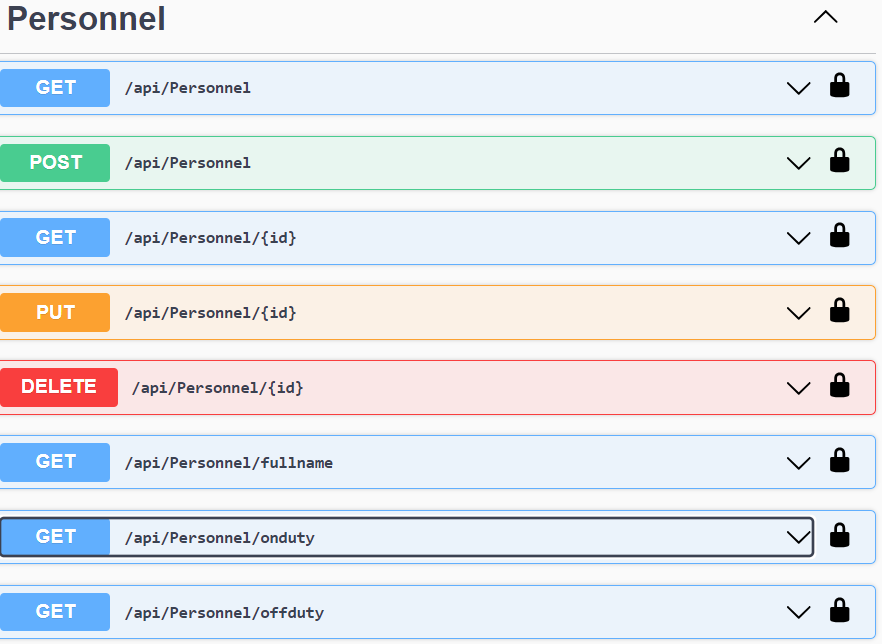 Personnel
GET /api/Personnel
POST /api/Personnel
GET /api/Personnel/{id}
PUT /api/Personnel/{id}
DELETE /api/Personnel/{id}
GET /api/Personnel/fullname
GET /api/Personnel/onduty
GET /api/Personnel/offduty